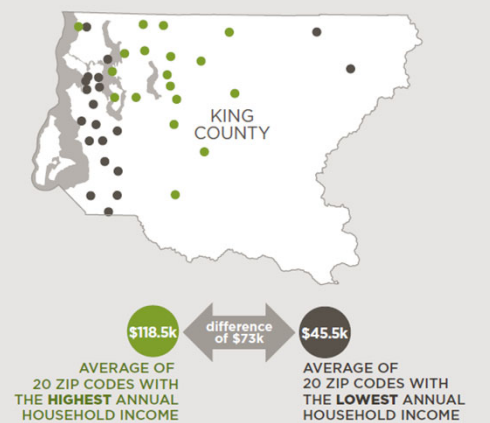 KING
COUNTY
$118.5k
difference
of $73k
$45.5k
AVERAGE OF
20 ZIP CODES WITH
THE HIGHEST ANNUAL
HOUSEHOLD INCOME
AVERAGE OF
20 ZIP CODES WITH
THE LOWEST ANNUAL
HOUSEHOLD INCOME